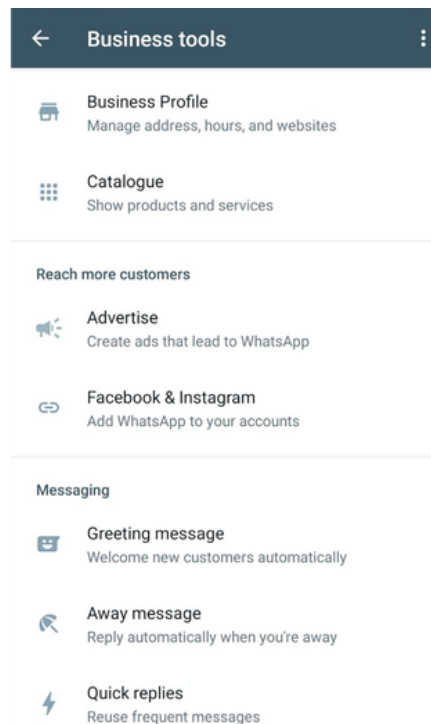 Business tools
Business Profile
Manage address, hours, and websites
Catalogue
Show products and services
Reach more customers
Advertise
Create ads that lead to WhatsApp
Facebook & Instagram
Add WhatsApp to your accounts
Messaging
Greeting message
Welcome new customers automatically
Away message
Reply automatically when you're away
Quick replies
Reuse frequent messages